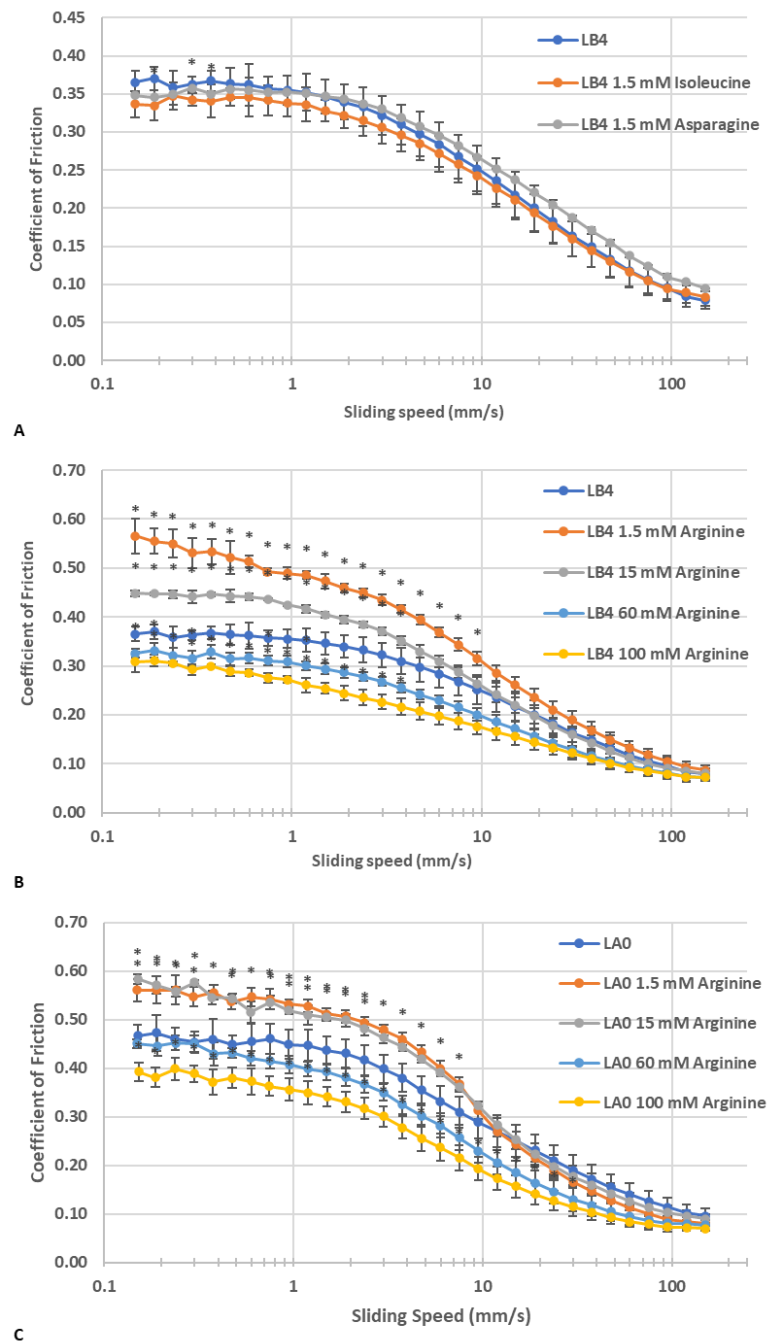 0.45
0.40
0.35
0.30
0.25
0.20
0.15
0.10
0.05
0.00
Coefficient of Friction
LB4
LB4 1.5 mM Isoleucine
LB4 1.5 mM Asparagine
* * *
0.1 1 10 100
Sliding speed (mm/s)
A
0.70
0.60
0.50
0.40
0.30
0.20
0.10
0.00
Coefficient of Friction
LB4
LB4 1.5 mM Arginine
LB4 15 mM Arginine
LB4 60 mM Arginine
LB4 100 mM Arginine
0.1 1 10 100
Sliding speed (mm/s)
B
0.70
0.60
0.50
0.40
0.30
0.20
0.10
0.00
Coefficient of Friction
LA0
LA0 1.5 mM Arginine
LA0 15 mM Arginine
LA0 60 mM Arginine
LA0 100 mM Arginine
0.1 1 10 100
Sliding Speed (mm/s)
C